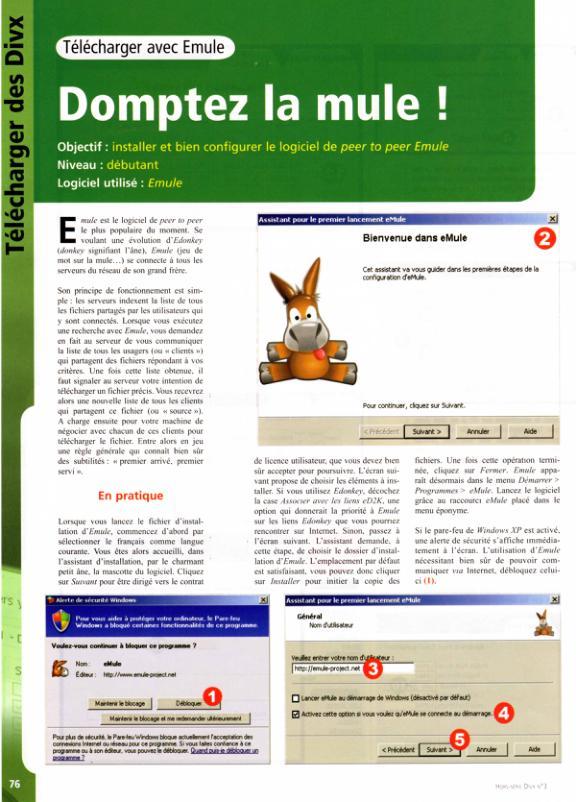 Télécharger des Divx
Télécharger avec Emule
Domptez la mule !
Objectif : installer et bien configurer le logiciel de peer to peer Emule
Niveau : débutant
Logiciel utilisé : Emule
Emule est le logiciel de peer to peer
le plus populaire du moment. Se
voulant une évolution d'Edonkey
(donkey signifiant l'âne), Emule (jeu de
mot sur la mule…) se connecte à tous les
serveurs du réseau de son grand frère.
Son principe de fonctionnement est sim-
ple : les serveurs indexent la liste de tous
les fichiers partagés par les utilisateurs qui
y sont connectés. Lorsque vous exécutez
une recherche avec Emule, vous demandez
en fait au serveur de vous communiquer
la liste de tous les usagers (ou « clients »)
qui partagent des fichiers répondant à vos
critères. Une fois cette liste obtenue, il
faut signaler au serveur votre intention de
télécharger un fichier précis. Vous recevrez
alors une nouvelle liste de tous les clients
qui partagent ce fichier (ou « source »).
A charge ensuite pour votre machine de
négocier avec chacun de ces clients pour
télécharger le fichier. Entre alors en jeu
une règle générale qui connaît bien sûr
des subtilités : « premier arrivé, premier
servi ».
En pratique
Lorsque vous lancez le fichier d'instal-
lation d'Emule, commencez d'abord par
sélectionner le français comme langue
courante. Vous êtes alors accueilli, dans
l'assistant d'installation, par le charmant
petit âne, la mascotte du logiciel. Cliquez
sur Suivant pour être dirigé vers le contrat
Assistant pour le premier lancement eMule
Bienvenue dans eMule
2
Cet assistant va vous guider dans les premières étapes de la
configuration d'eMule.
Pour continuer, cliquez sur Suivant.
< Précédent Suivant > Annuler Aide
de licence utilisateur, que vous devez bien
sûr accepter pour poursuivre. L'écran sui-
vant propose de choisir les éléments à ins-
taller. Si vous utilisez Edonkey, décochez
la case Associer avec les liens eD2K, une
option qui donnerait la priorité à Emule
sur les liens Edonkey que vous pourriez
rencontrer sur Internet. Sinon, passez à
l'écran suivant. L'assistant demande, à
cette étape, de choisir le dossier d'instal-
lation d'Emule. L'emplacement par défaut
est satisfaisant, vous pouvez donc cliquer
sur Installer pour initier la copie des
fichiers. Une fois cette opération termi-
née, cliquez sur Fermer. Emule appa-
raît désormais dans le menu Démarrer >
Programmes > eMule. Lancez le logiciel
grâce au raccourci eMule placé dans le
menu éponyme.
Si le pare-feu de Windows XP est activé,
une alerte de sécurité s'affiche immédia-
tement à l'écran. L'utilisation d'Emule
nécessitant bien sûr de pouvoir com-
muniquer via Internet, débloquez celui-
ci (1).
Alerte de sécurité Windows
Pour vous aider à protéger votre ordinateur, le Pare-feu
Windows a bloqué certaines fonctionnalités de ce programme.
Voulez-vous continuer à bloquer ce programme ?
Nom : eMule
Éditeur : http://www.emule-project.net
1
Maintenir le blocage Débloquer
Maintenir le blocage et me redemander ultérieurement
Pour plus de sécurité, le Pare-feu Windows bloque actuellement l'acceptation des
connexions Internet ou réseau pour ce programme. Si vous faites confiance à ce
programme ou à son éditeur, vous pouvez le débloquer. Quand puis-je débloquer un
programme ?
Assistant pour le premier lancement eMule
Général
Nom d'utilisateur
Veuillez entrer votre nom d'utilisateur :
http://emule-project.net
3
Lancer eMule au démarrage de Windows (désactivé par défaut)
Activez cette option si vous voulez qu'eMule se connecte au démarrage.
4
5
< Précédent Suivant > Annuler Aide
76
Hors-série Divx n°3